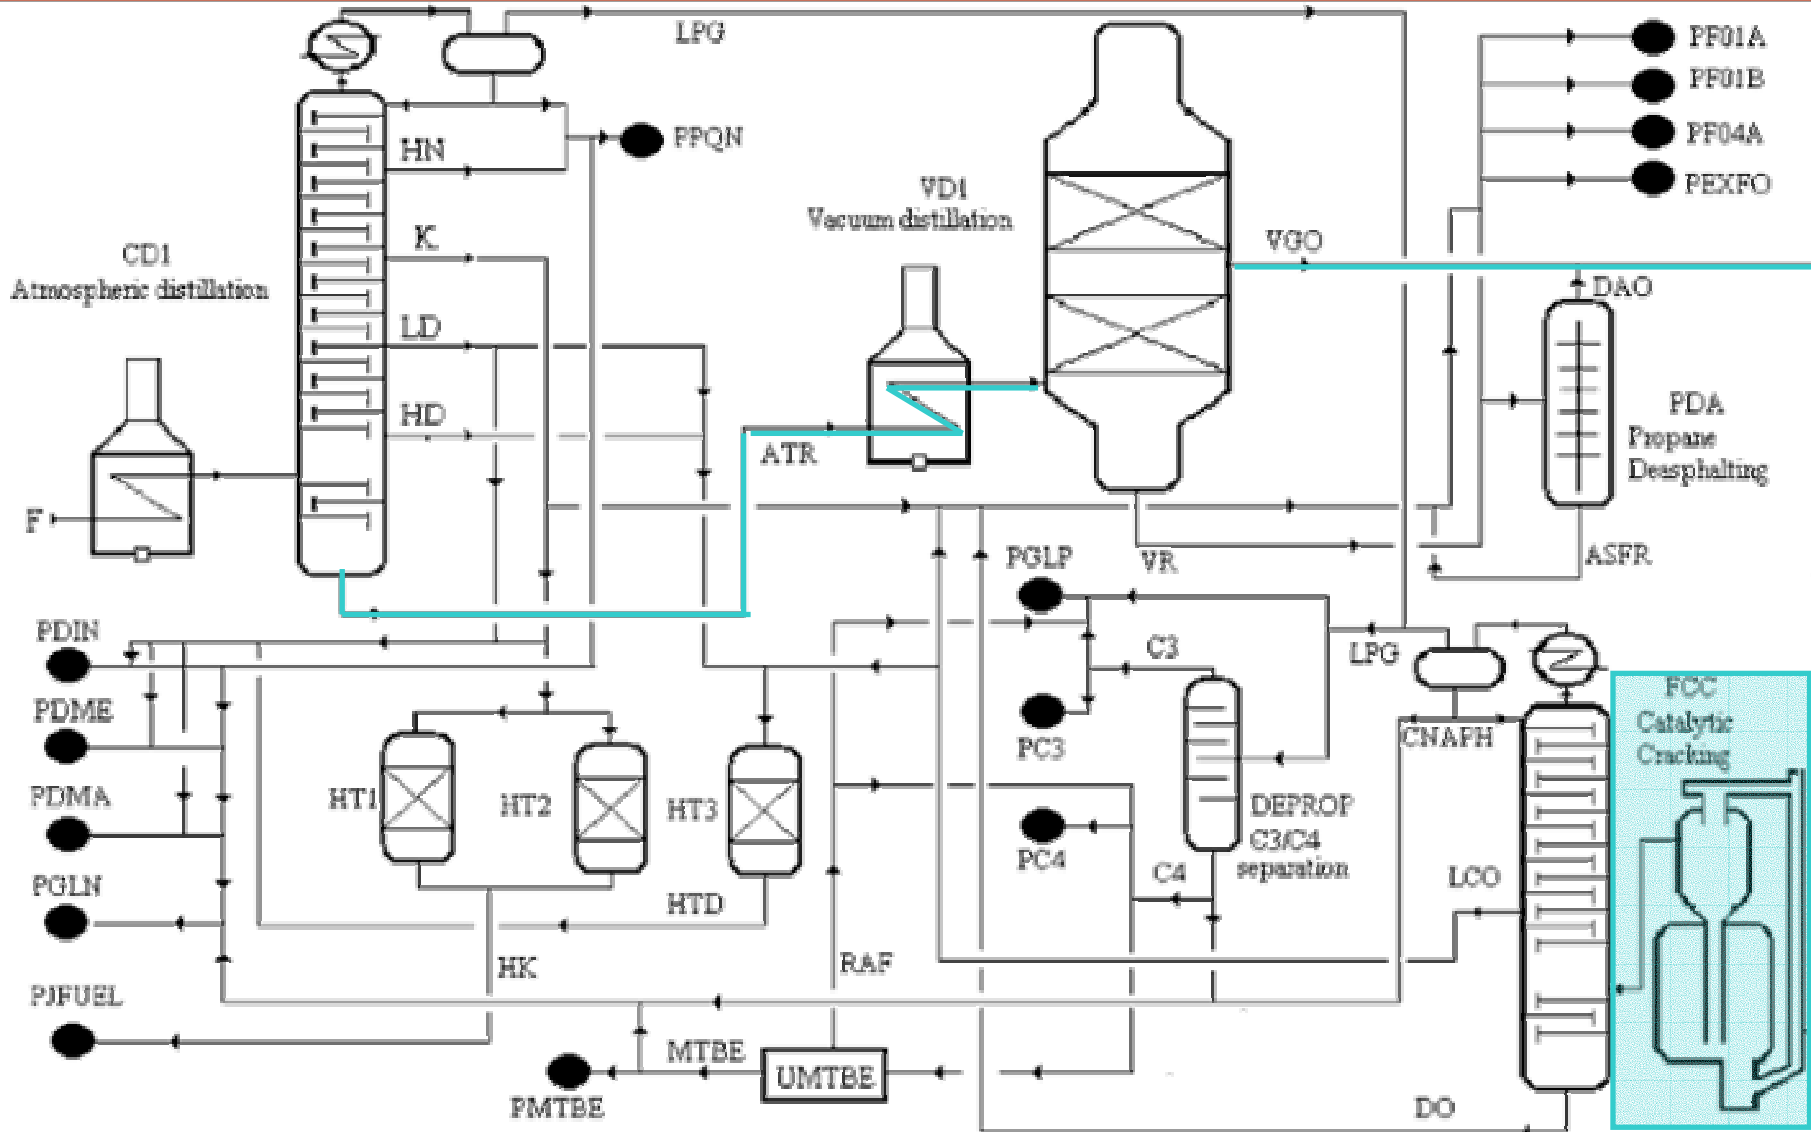 LPG
PF01A
PF01B
PF04A
PEXFO
HN
PPQN
VD1
Vacuum distillation
K
VGO
CD1
Atmospheric distillation
DAO
LD
HD
PDA
Propane
Deasphalting
ATR
F
PGLP
VR
ASFR
PDIN
C3
LPG
FCC
Catalytic
Cracking
PDME
CNAPH
PC3
PDMA
HT1
HT2
HT3
DEPROP
C3/C4
separation
PC4
PGLN
C4
LCO
HTD
HK
RAF
PJFUEL
MTBE
UMTBE
PMTBE
DO